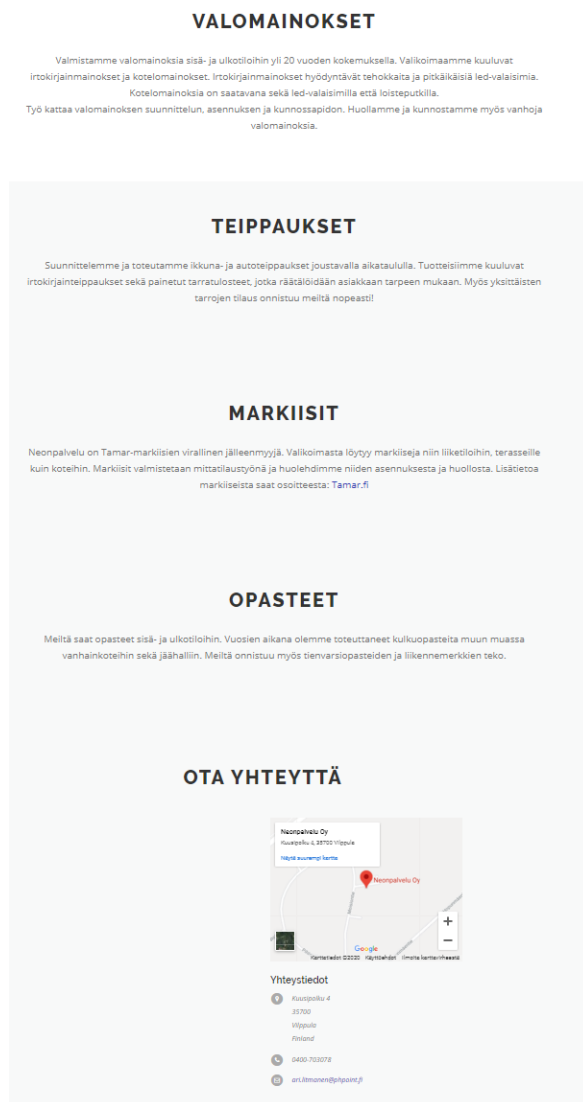 VALOMAINOKSET
Valmistamme valomainoksia sisä- ja ulkotiloihin yli 20 vuoden kokemuksella. Valikoimaamme kuuluvat
irtokirjainmainokset ja kotelomainokset. Irtokirjainmainokset hyödyntävät tehokkaita ja pitkäikäisiä led-valaisimia.
Kotelomainoksia on saatavana sekä led-valaisimilla että loisteputkilla.
Työ kattaa valomainoksen suunnittelun, asennuksen ja kunnossapidon. Huollamme ja kunnostamme myös vanhoja
valomainoksia.
TEIPPAUKSET
Suunnittelemme ja toteutamme ikkuna- ja autoteippaukset joustavalla aikataululla. Tuotteisiimme kuuluvat
irtokirjainteippaukset sekä painetut tarratulosteet, jotka räätälöidään asiakkaan tarpeen mukaan. Myös yksittäisten
tarrojen tilaus onnistuu meiltä nopeasti!
MARKIISIT
Neonpalvelu on Tamar-markiisien virallinen jälleenmyyjä. Valikoimasta löytyy markiiseja niin liiketiloihin, terasseille
kuin koteihin. Markiisit valmistetaan mittatilaustyönä ja huolehdimme niiden asennuksesta ja huollosta. Lisätietoa
markiiseista saat osoitteesta: Tamar.fi
OPASTEET
Meiltä saat opasteet sisä- ja ulkotiloihin. Vuosien aikana olemme toteuttaneet kulkuopasteita muun muassa
vanhainkoteihin sekä jäähalliin. Meiltä onnistuu myös tienvarsiopasteiden ja liikennemerkkien teko.
OTA YHTEYTTÄ
Neonpalvelu Oy
Kuusipolku 4, 35700 Vilppula
Näytä suurempi kartta
Neonpalvelu Oy
Google
Karttatiedot ©2020 Käyttöehdot Ilmoita karttavirheestä
Yhteystiedot
Kuusipolku 4
35700
Vilppula
Finland
0400-703078
ari.litmanen@phpoint.fi